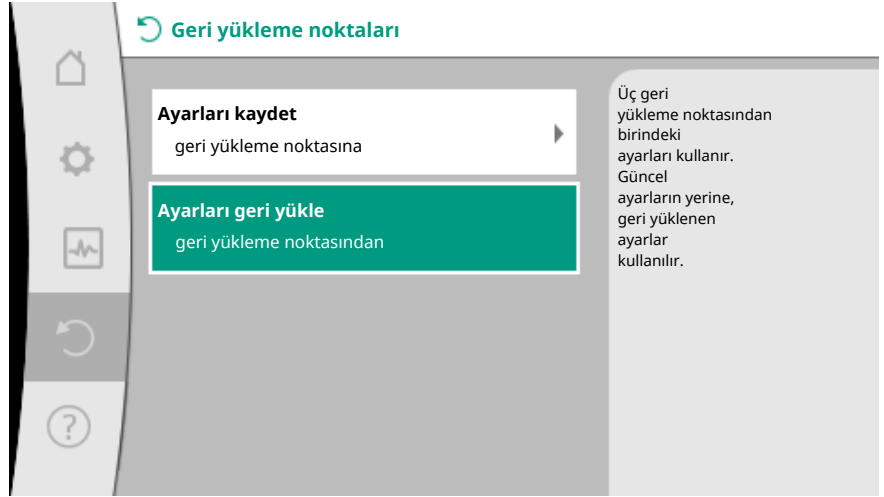 Geri yükleme noktaları
Ayarları kaydet
geri yükleme noktasına
Ayarları geri yükle
geri yükleme noktasından
Üç geri
yükleme noktasından
birindeki
ayarları kullanır.
Güncel
ayarların yerine,
geri yüklenen
ayarlar
kullanılır.